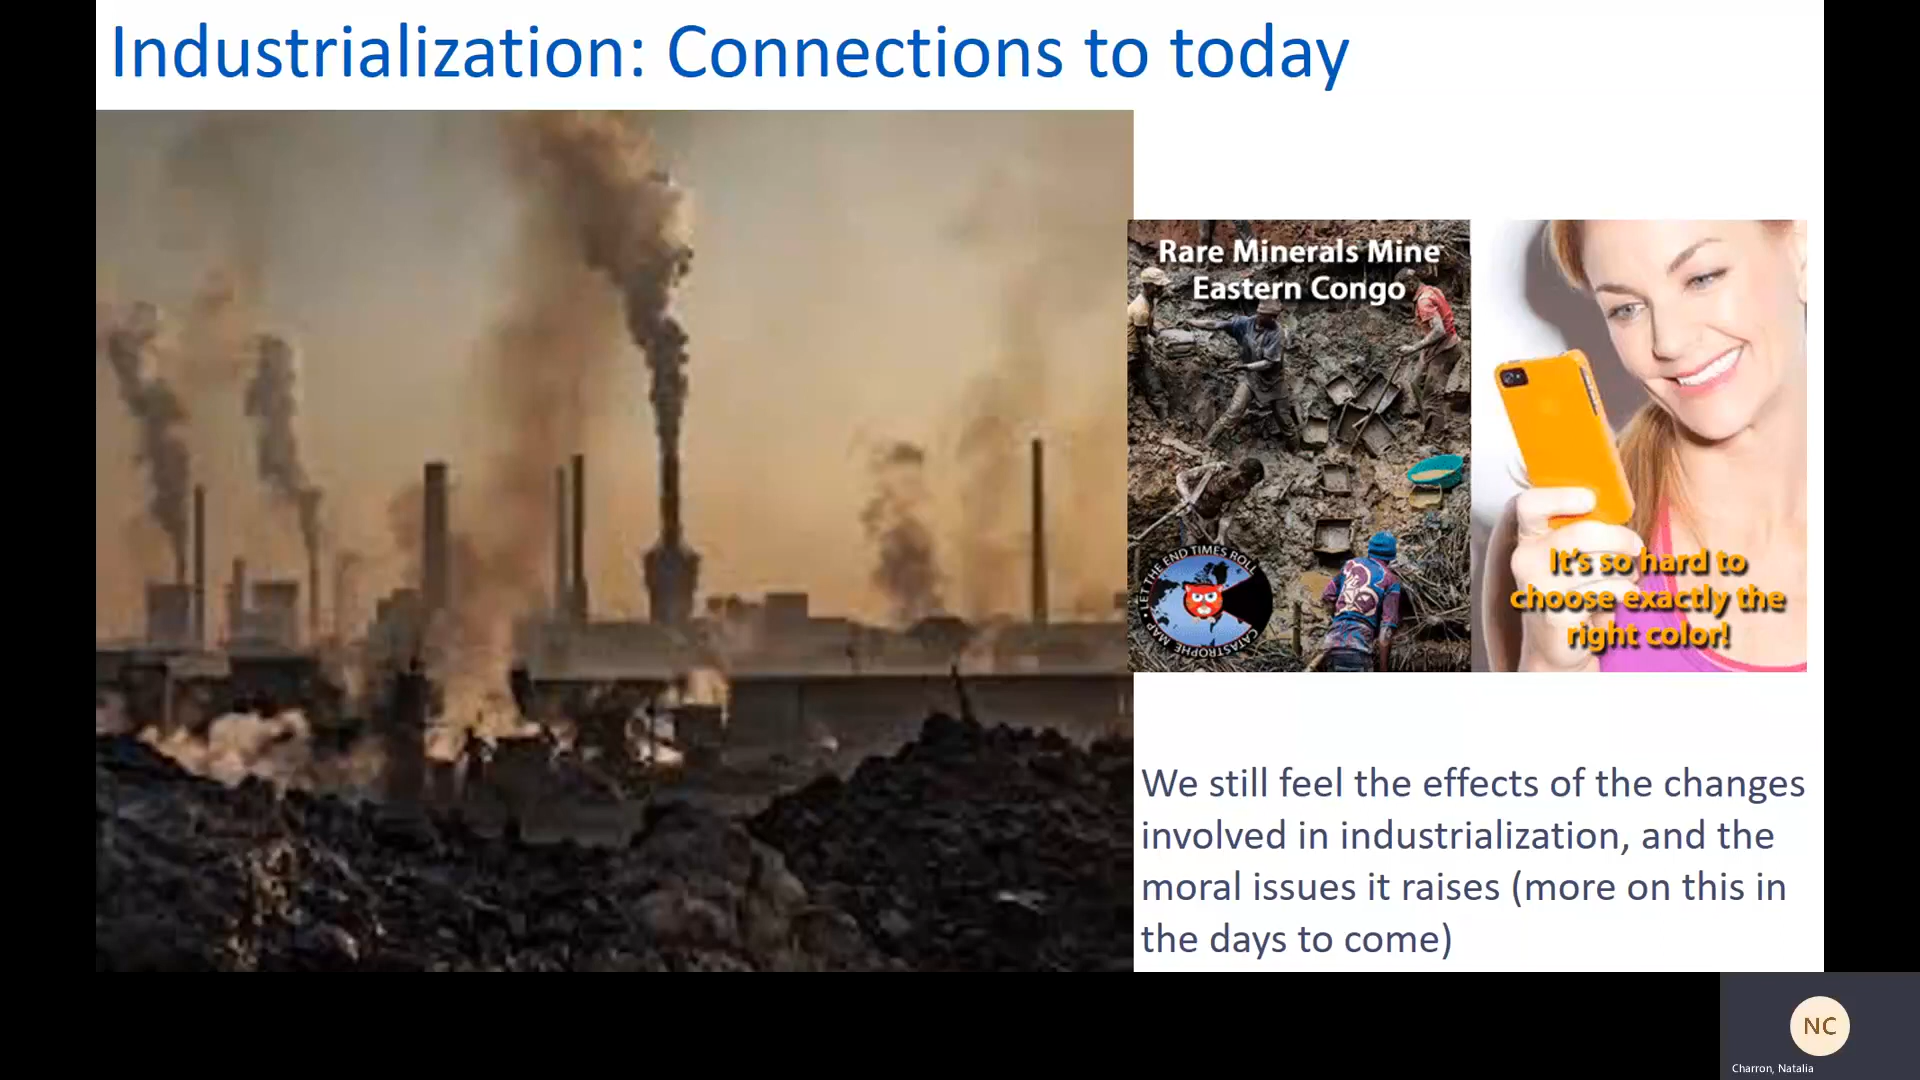 Industrialization: Connections to today
Rare Minerals Mine
Eastern Congo
LET THE END TIMES ROLL
CATASTROPHE MAP
It's so hard to
choose exactly the
right color!
We still feel the effects of the changes
involved in industrialization, and the
moral issues it raises (more on this in
the days to come)
NC
Charron, Natalia